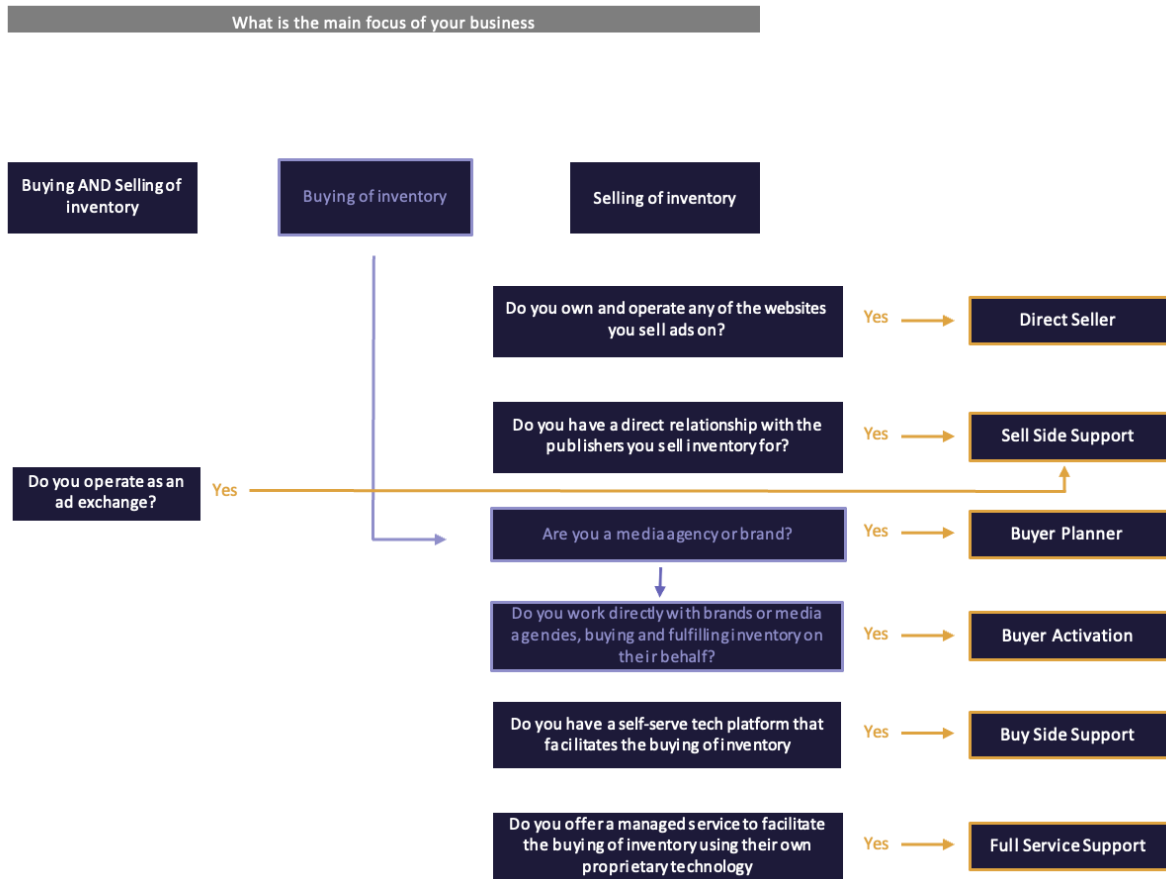 What is the main focus of your business
Buying AND Selling of
inventory
Buying of inventory
Selling of inventory
Do you own and operate any of the websites
you sell ads on?
Yes
Direct Seller
Do you have a direct relationship with the
publishers you sell inventory for?
Yes
Sell Side Support
Do you operate as an
ad exchange?
Yes
Are you a media agency or brand?
Yes
Buyer Planner
Do you work directly with brands or media
agencies, buying and fulfilling inventory on
their behalf?
Yes
Buyer Activation
Do you have a self-serve tech platform that
facilitates the buying of inventory
Yes
Buy Side Support
Do you offer a managed service to facilitate
the buying of inventory using their own
proprietary technology
Yes
Full Service Support